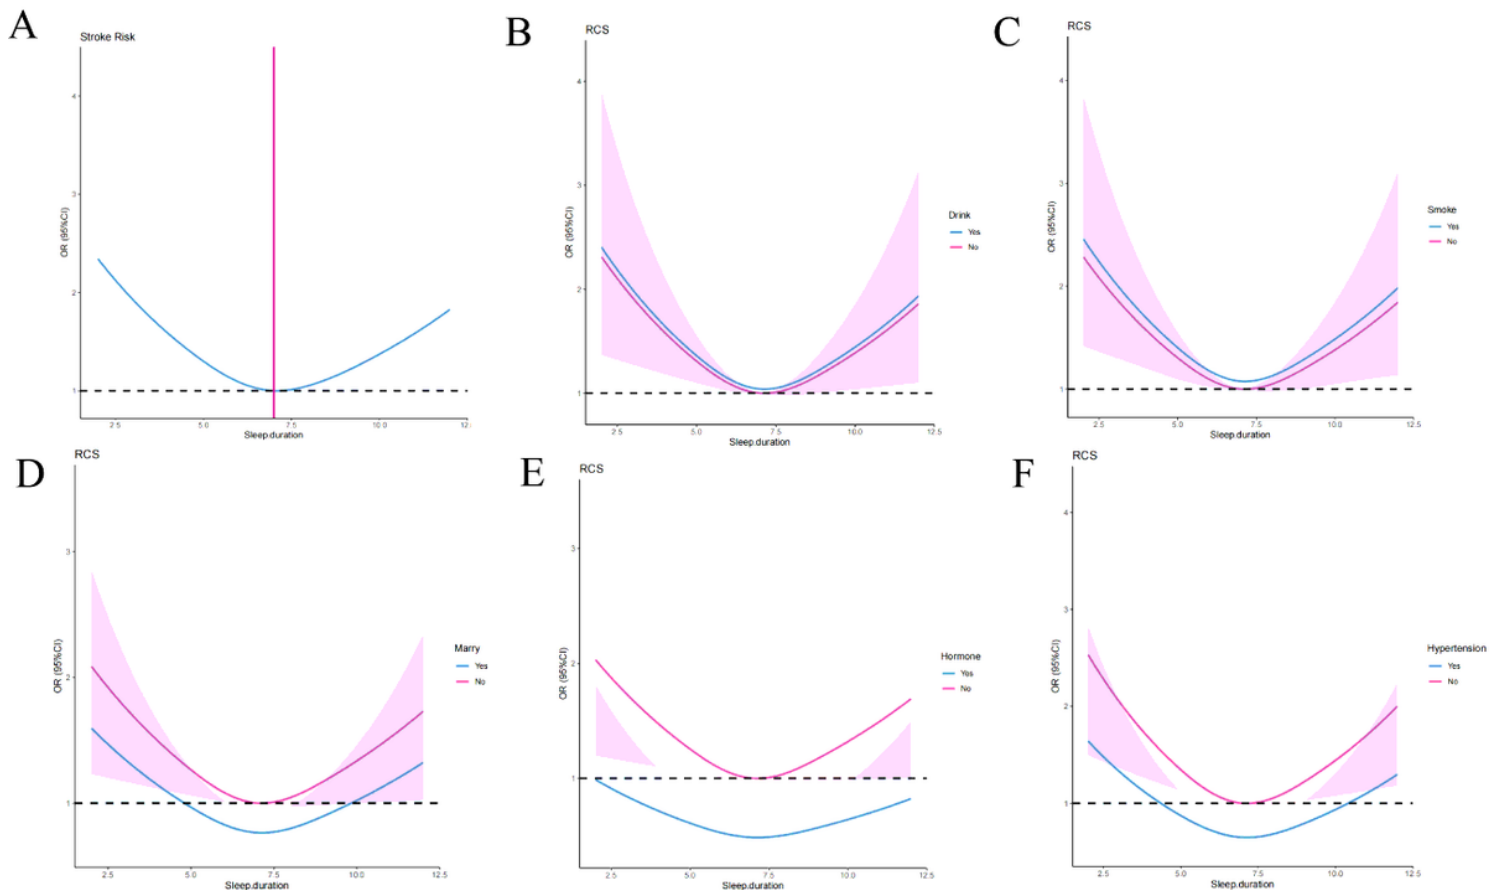 A
Stroke Risk
OR (95%CI)
4
3
2
1
2.5
5.0
7.5
10.0
12.
Sleep.duration
B
RCS
OR (95%CI)
4
3
2
1
2.5
5.0
7.5
10.0
12.5
Sleep.duration
Drink
Yes
No
C
RCS
OR (95%CI)
4
3
2
1
2.5
5.0
7.5
10.0
12.5
Sleep.duration
Smoke
Yes
No
D
RCS
OR (95%CI)
3
2
1
2.5
5.0
7.5
10.0
12.5
Sleep.duration
Marry
Yes
No
E
RCS
OR (95%CI)
3
2
1
2.5
5.0
7.5
10.0
12.5
Sleep.duration
Hormone
Yes
No
F
RCS
OR (95%CI)
4
3
2
1
2.5
5.0
7.5
10.0
12.5
Sleep.duration
Hypertension
Yes
No